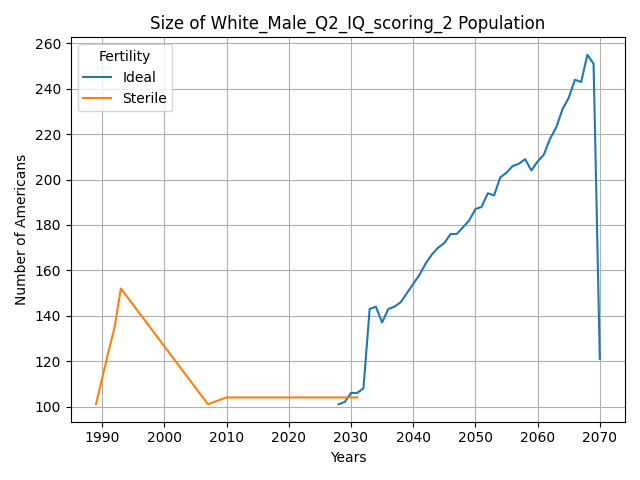 Size of White_Male_Q2_IQ_scoring_2 Population
Fertility
Ideal
Sterile
Number of Americans
260
240
220
200
180
160
140
120
100
1990 2000 2010 2020 2030 2040 2050 2060 2070
Years